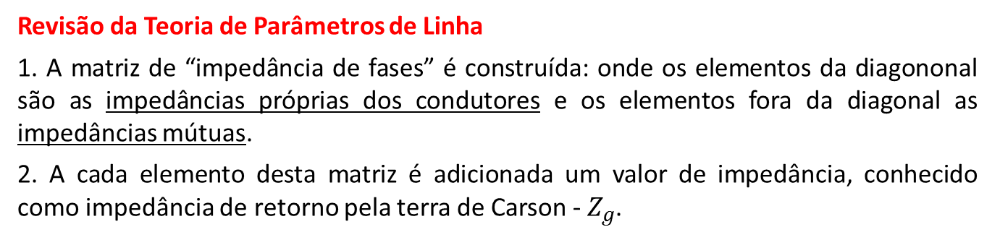 Revisão da Teoria de Parâmetros de Linha
1. A matriz de “impedância de fases” é construída: onde os elementos da diagononal
são as impedâncias próprias dos condutores e os elementos fora da diagonal as
impedâncias mútuas.
2. A cada elemento desta matriz é adicionada um valor de impedância, conhecido
como impedância de retorno pela terra de Carson - Z_g.